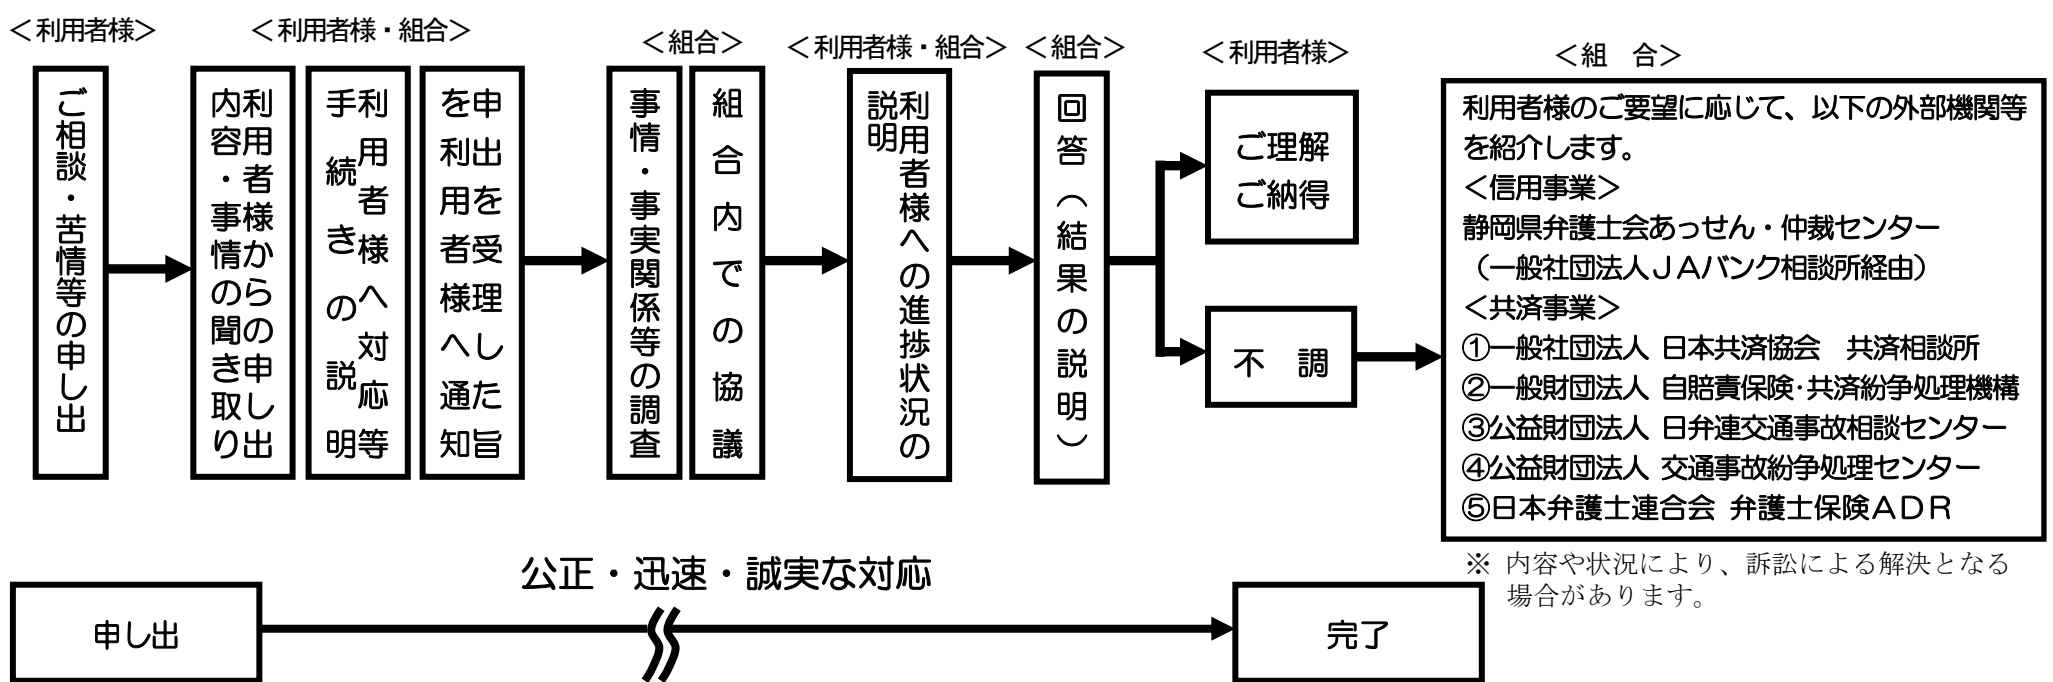 ＜利用者様＞
ご相談・苦情等の申し出
＜利用者様・組合＞
利用者様からの申し出
内容・事情の聞き取り
利用者様へ対応等
手続きの説明
申出を受理した旨
を利用者様へ通知
＜組合＞
事情・事実関係等の調査
組合内での協議
＜利用者様・組合＞
利用者様への進捗状況の
説明
＜組合＞
回答（結果の説明）
＜利用者様＞
ご理解
ご納得
不　調
＜組　合＞
利用者様のご要望に応じて、以下の外部機関等
を紹介します。
＜信用事業＞
静岡県弁護士会あっせん・仲裁センター
（一般社団法人ＪＡバンク相談所経由）
＜共済事業＞
①一般社団法人 日本共済協会　共済相談所
②一般財団法人 自賠責保険･共済紛争処理機構
③公益財団法人 日弁連交通事故相談センター
④公益財団法人 交通事故紛争処理センター
⑤日本弁護士連合会 弁護士保険ＡＤＲ
※ 内容や状況により、訴訟による解決となる
場合があります。
公正・迅速・誠実な対応
申し出
完了